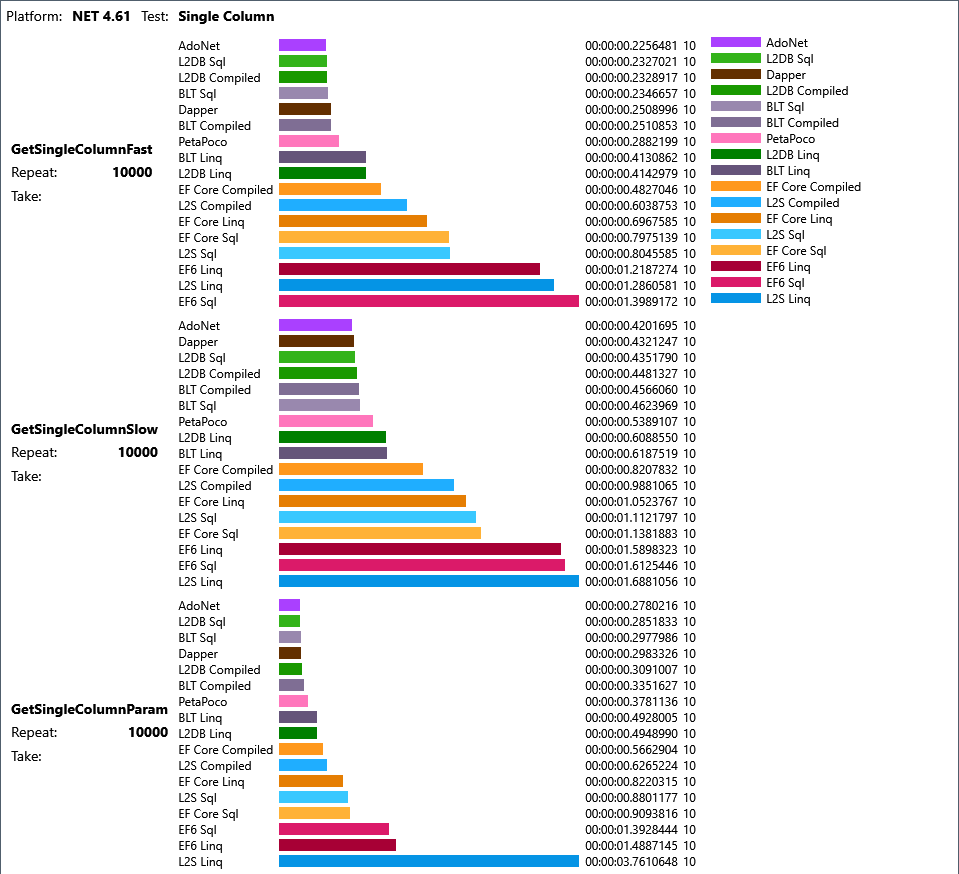 Platform: NET 4.61 Test: Single Column
GetSingleColumnFast
Repeat: 10000
Take:
AdoNet 00:00:00.2256481 10
L2DB Sql 00:00:00.2327021 10
L2DB Compiled 00:00:00.2328917 10
BLT Sql 00:00:00.2346657 10
Dapper 00:00:00.2508996 10
BLT Compiled 00:00:00.2510853 10
PetaPoco 00:00:00.2882199 10
BLT Linq 00:00:00.4130862 10
L2DB Linq 00:00:00.4142979 10
EF Core Compiled 00:00:00.4827046 10
L2S Compiled 00:00:00.6038753 10
EF Core Linq 00:00:00.6967585 10
EF Core Sql 00:00:00.7975139 10
L2S Sql 00:00:00.8045585 10
EF6 Linq 00:00:01.2187274 10
L2S Linq 00:00:01.2860581 10
EF6 Sql 00:00:01.3989172 10
GetSingleColumnSlow
Repeat: 10000
Take:
AdoNet 00:00:00.4201695 10
Dapper 00:00:00.4321247 10
L2DB Sql 00:00:00.4351790 10
L2DB Compiled 00:00:00.4481327 10
BLT Compiled 00:00:00.4566060 10
BLT Sql 00:00:00.4623969 10
PetaPoco 00:00:00.5389107 10
L2DB Linq 00:00:00.6088550 10
BLT Linq 00:00:00.6187519 10
EF Core Compiled 00:00:00.8207832 10
L2S Compiled 00:00:00.9881065 10
EF Core Linq 00:00:01.0523767 10
L2S Sql 00:00:01.1121797 10
EF Core Sql 00:00:01.1381883 10
EF6 Linq 00:00:01.5898323 10
EF6 Sql 00:00:01.6125446 10
L2S Linq 00:00:01.6881056 10
GetSingleColumnParam
Repeat: 10000
Take:
AdoNet 00:00:00.2780216 10
L2DB Sql 00:00:00.2851833 10
BLT Sql 00:00:00.2977986 10
Dapper 00:00:00.2983326 10
L2DB Compiled 00:00:00.3091007 10
BLT Compiled 00:00:00.3351627 10
PetaPoco 00:00:00.3781136 10
BLT Linq 00:00:00.4928005 10
L2DB Linq 00:00:00.4948990 10
EF Core Compiled 00:00:00.5662904 10
L2S Compiled 00:00:00.6265224 10
EF Core Linq 00:00:00.8220315 10
L2S Sql 00:00:00.8801177 10
EF Core Sql 00:00:00.9093816 10
EF6 Sql 00:00:01.3928444 10
EF6 Linq 00:00:01.4887145 10
L2S Linq 00:00:03.7610648 10
AdoNet
L2DB Sql
Dapper
L2DB Compiled
BLT Sql
BLT Compiled
PetaPoco
L2DB Linq
BLT Linq
EF Core Compiled
L2S Compiled
EF Core Linq
L2S Sql
EF Core Sql
EF6 Linq
EF6 Sql
L2S Linq